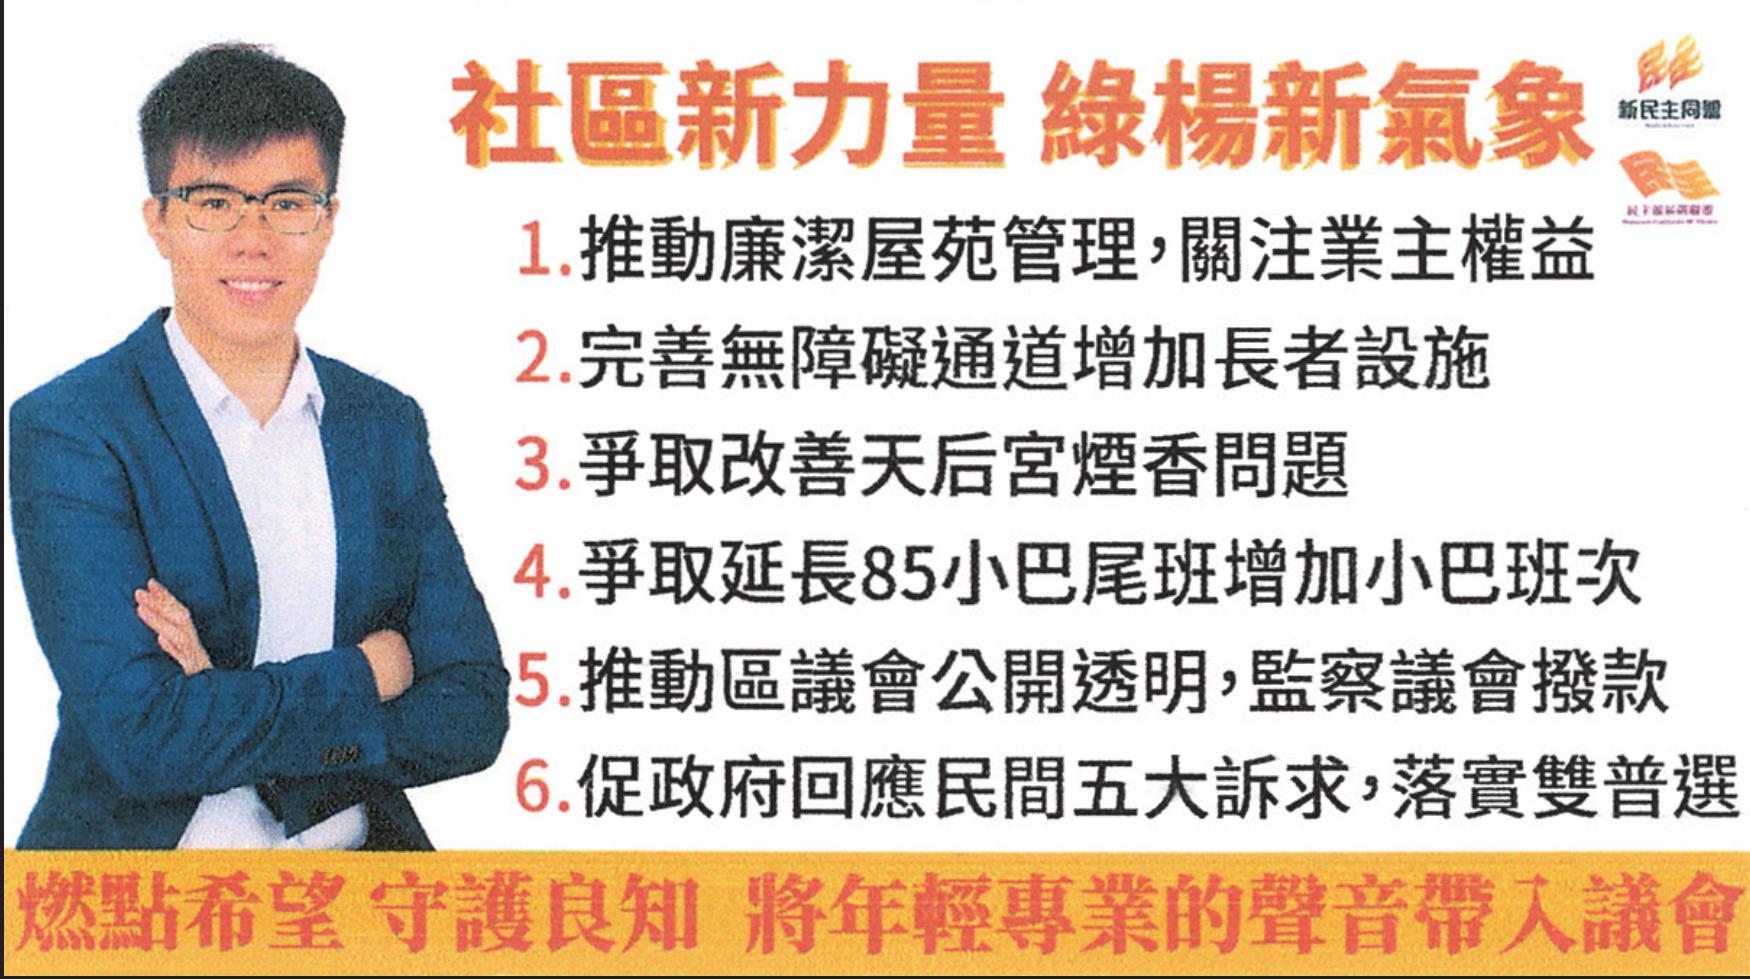 社區新力量 綠楊新氣象
民主
新民主同盟
民主
民主派區選聯盟
1.推動廉潔屋苑管理，關注業主權益
2.完善無障礙通道增加長者設施
3.爭取改善天后宮煙香問題
4.爭取延長85小巴尾班增加小巴班次
5.推動區議會公開透明，監察議會撥款
6.促政府回應民間五大訴求，落實雙普選
燃點希望 守護良知 將年輕專業的聲音帶入議會